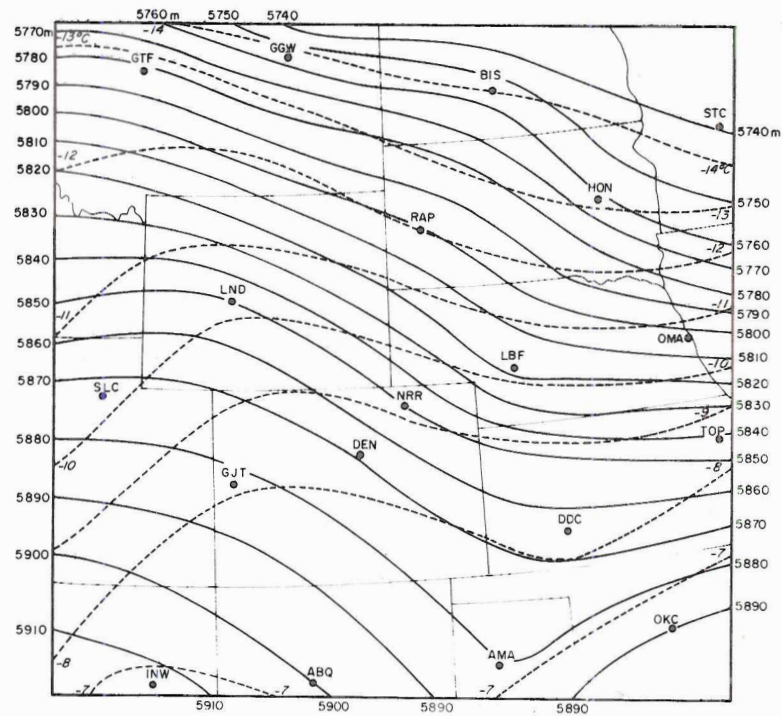 5760 m 5750 5740
5770m
-14
-13°C
GGW
5780
GTF
BIS
5790
5800
STC
5740 m
5810
-12
5820
-14°C
HON
5750
5830
RAP
-13
5760
-12
5840
5770
LND
5780
5850
-11
5790
-11
5800
OMA
5860
5810
LBF
-10
5820
5870
SLC
NRR
5830
-9
TOP
5840
5880
DEN
5850
-10
GJT
-8
5860
5890
DDC
5870
5900
-7
5880
5890
OKC
5910
AMA
-8
INW
ABQ
-7
-7
-7
5910 5900 5890 5890